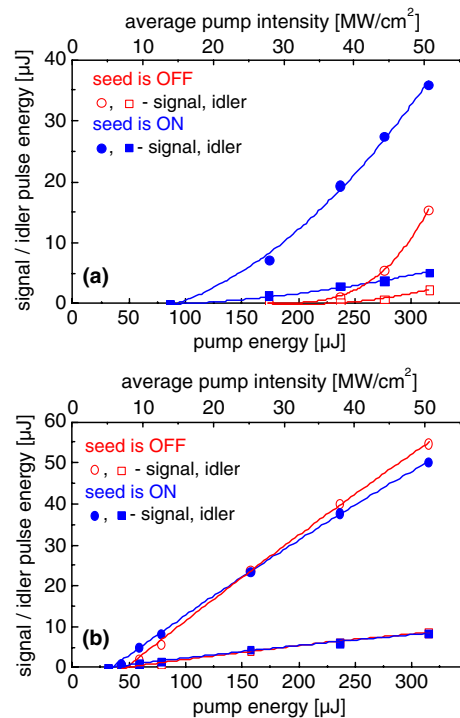 average pump intensity [MW/cm²]
0 10 20 30 40 50
signal / idler pulse energy [µJ]
40
30
20
10
0
seed is OFF
, - signal, idler
seed is ON
, - signal, idler
(a)
0 50 100 150 200 250 300
pump energy [µJ]
average pump intensity [MW/cm²]
0 10 20 30 40 50
signal / idler pulse energy [µJ]
60
50
40
30
20
10
0
seed is OFF
, - signal, idler
seed is ON
, - signal, idler
(b)
0 50 100 150 200 250 300
pump energy [µJ]